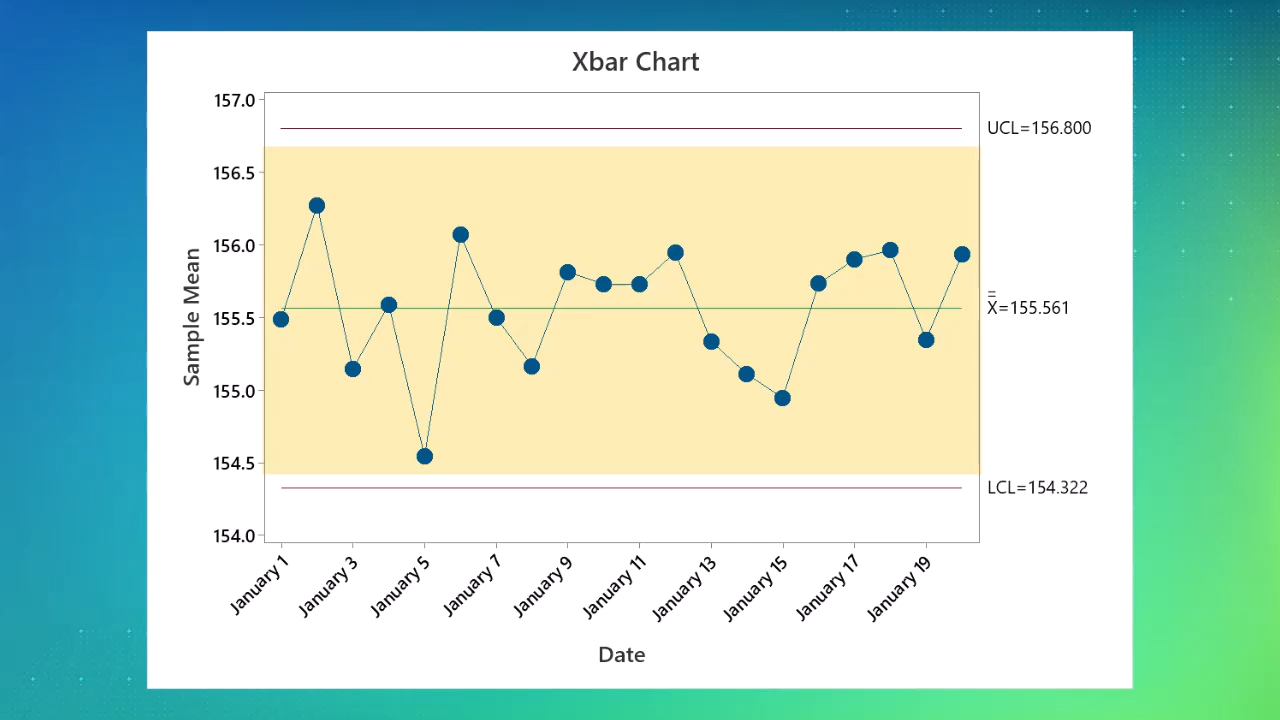 Xbar Chart
157.0
156.5
156.0
155.5
155.0
154.5
154.0
Sample Mean
UCL=156.800
X̿=155.561
LCL=154.322
January 1
January 3
January 5
January 7
January 9
January 11
January 13
January 15
January 17
January 19
Date